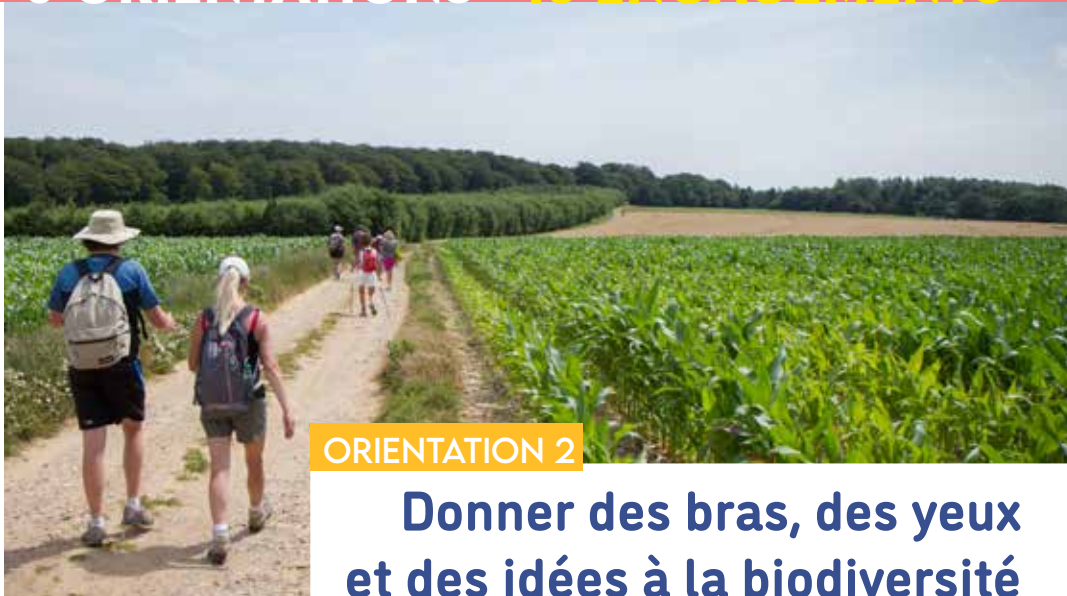 ORIENTATION 2
Donner des bras, des yeux
et des idées à la biodiversité